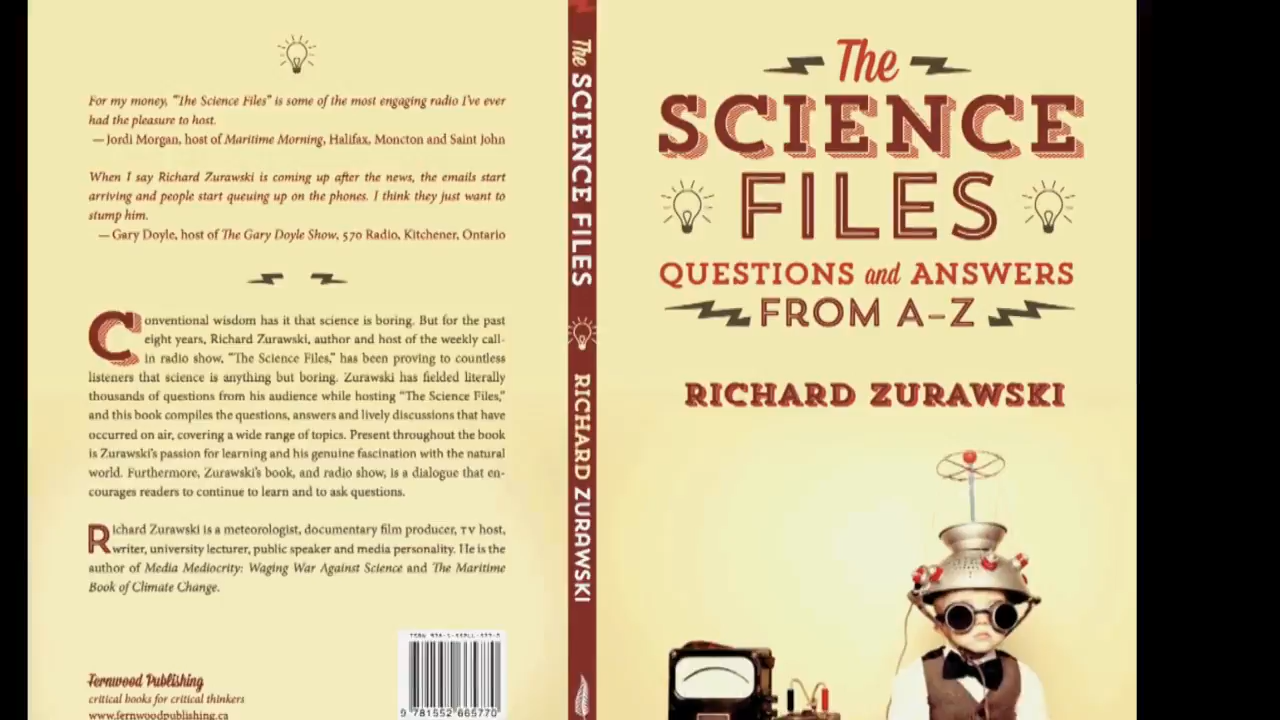 For my money, "The Science Files" is some of the most engaging radio I've ever
had the pleasure to host.
— Jordi Morgan, host of Maritime Morning, Halifax, Moncton and Saint John
When I say Richard Zurawski is coming up after the news, the emails start
arriving and people start queuing up on the phones. I think they just want to
stump him.
— Gary Doyle, host of The Gary Doyle Show, 570 Radio, Kitchener, Ontario
Conventional wisdom has it that science is boring. But for the past
eight years, Richard Zurawski, author and host of the weekly call-
in radio show, "The Science Files," has been proving to countless
listeners that science is anything but boring. Zurawski has fielded literally
thousands of questions from his audience while hosting "The Science Files,"
and this book compiles the questions, answers and lively discussions that have
occurred on air, covering a wide range of topics. Present throughout the book
is Zurawski's passion for learning and his genuine fascination with the natural
world. Furthermore, Zurawski's book, and radio show, is a dialogue that en-
courages readers to continue to learn and to ask questions.
Richard Zurawski is a meteorologist, documentary film producer, TV host,
writer, university lecturer, public speaker and media personality. He is the
author of Media Mediocrity: Waging War Against Science and The Maritime
Book of Climate Change.
Fernwood Publishing
critical books for critical thinkers
www.fernwoodpublishing.ca
9 781552 665770
The SCIENCE FILES
RICHARD ZURAWSKI
The
SCIENCE
FILES
QUESTIONS and ANSWERS
FROM A–Z
RICHARD ZURAWSKI